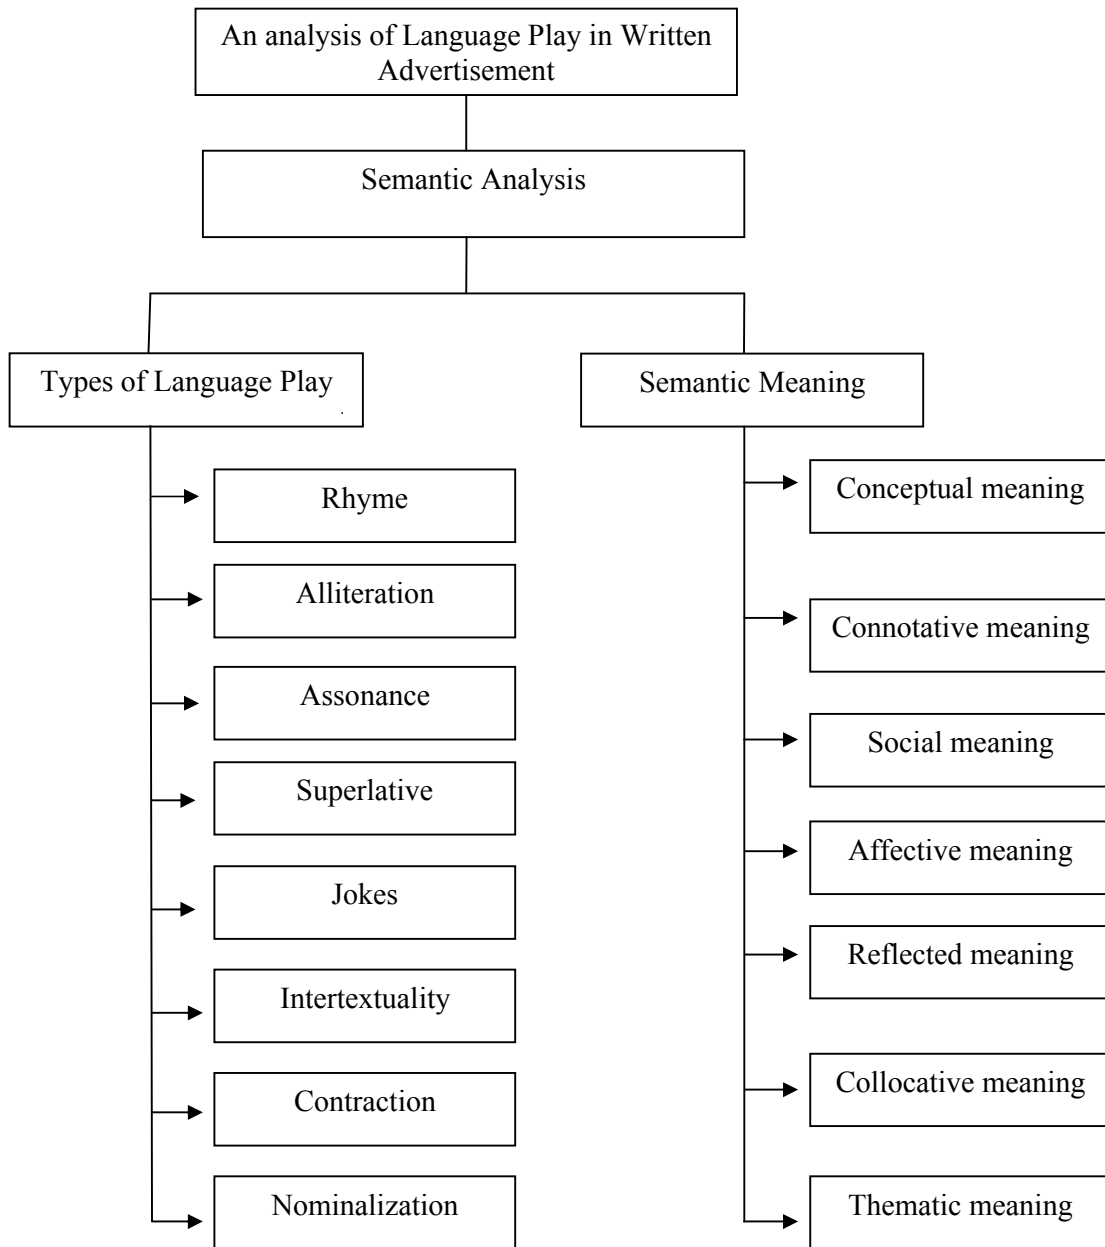 An analysis of Language Play in Written
Advertisement
Semantic Analysis
Types of Language Play
.
Rhyme
Alliteration
Assonance
Superlative
Jokes
Intertextuality
Contraction
Nominalization
Semantic Meaning
Conceptual meaning
Connotative meaning
Social meaning
Affective meaning
Reflected meaning
Collocative meaning
Thematic meaning